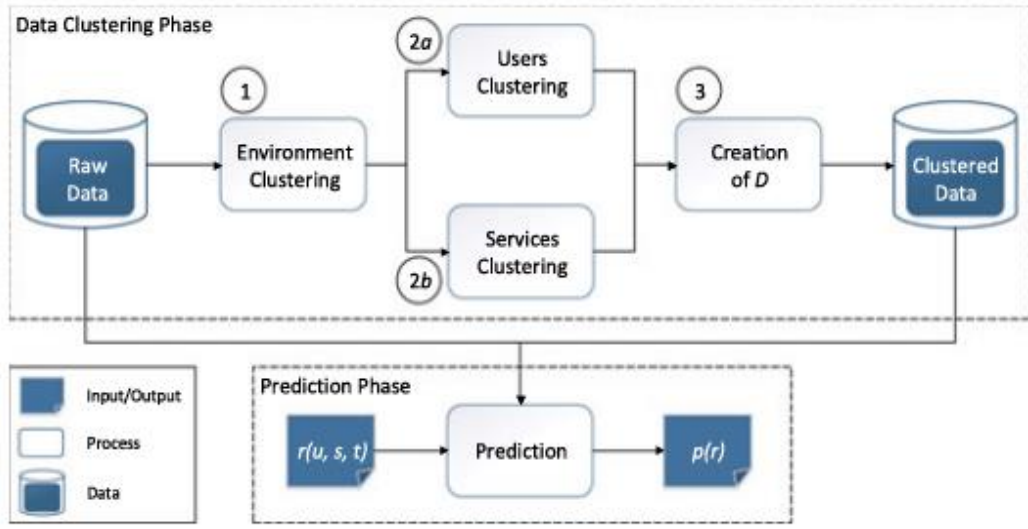 Data Clustering Phase
2a
Users
Clustering
1
3
Raw
Data
Environment
Clustering
Creation
of D
Clustered
Data
Services
Clustering
2b
Input/Output
Process
Data
Prediction Phase
r(u, s, t)
Prediction
p(r)